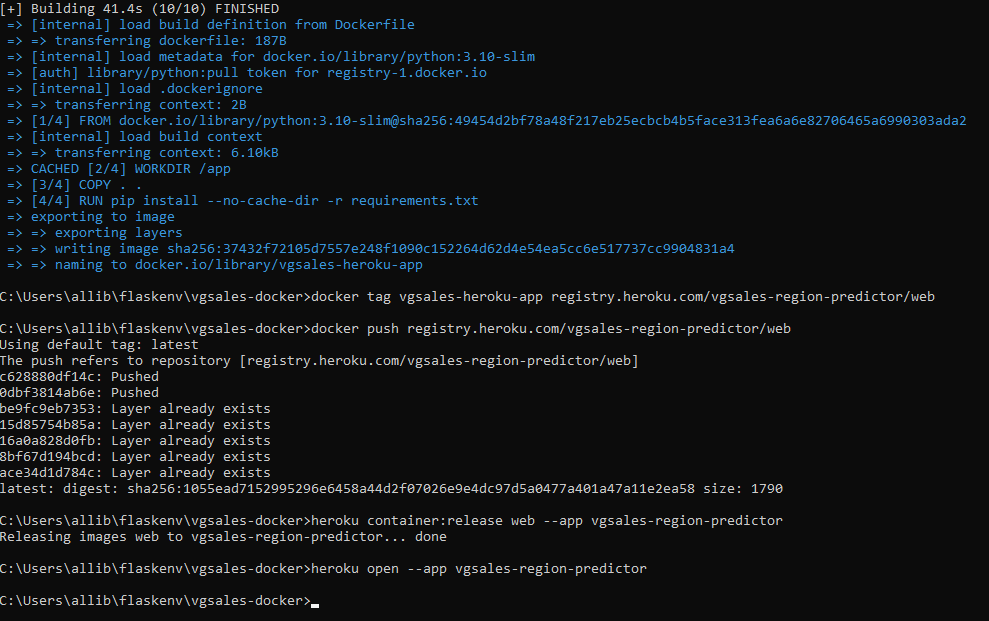 [+] Building 41.4s (10/10) FINISHED
=> [internal] load build definition from Dockerfile
=> => transferring dockerfile: 187B
=> [internal] load metadata for docker.io/library/python:3.10-slim
=> [auth] library/python:pull token for registry-1.docker.io
=> [internal] load .dockerignore
=> => transferring context: 2B
=> [1/4] FROM docker.io/library/python:3.10-slim@sha256:49454d2bf78a48f217eb25ecbcb4b5face313fea6a6e82706465a6990303ada2
=> [internal] load build context
=> => transferring context: 6.10kB
=> CACHED [2/4] WORKDIR /app
=> [3/4] COPY . .
=> [4/4] RUN pip install --no-cache-dir -r requirements.txt
=> exporting to image
=> => exporting layers
=> => writing image sha256:37432f72105d7557e248f1090c152264d62d4e54ea5cc6e517737cc9904831a4
=> => naming to docker.io/library/vgsales-heroku-app
C:\Users\allib\flaskenv\vgsales-docker>docker tag vgsales-heroku-app registry.heroku.com/vgsales-region-predictor/web
C:\Users\allib\flaskenv\vgsales-docker>docker push registry.heroku.com/vgsales-region-predictor/web
Using default tag: latest
The push refers to repository [registry.heroku.com/vgsales-region-predictor/web]
c628880df14c: Pushed
0dbf3814ab6e: Pushed
be9fc9eb7353: Layer already exists
15d85754b85a: Layer already exists
16a0a828d0fb: Layer already exists
8bf67d194bcd: Layer already exists
ace34d1d784c: Layer already exists
latest: digest: sha256:1055ead7152995296e6458a44d2f07026e9e4dc97d5a0477a401a47a11e2ea58 size: 1790
C:\Users\allib\flaskenv\vgsales-docker>heroku container:release web --app vgsales-region-predictor
Releasing images web to vgsales-region-predictor... done
C:\Users\allib\flaskenv\vgsales-docker>heroku open --app vgsales-region-predictor
C:\Users\allib\flaskenv\vgsales-docker>